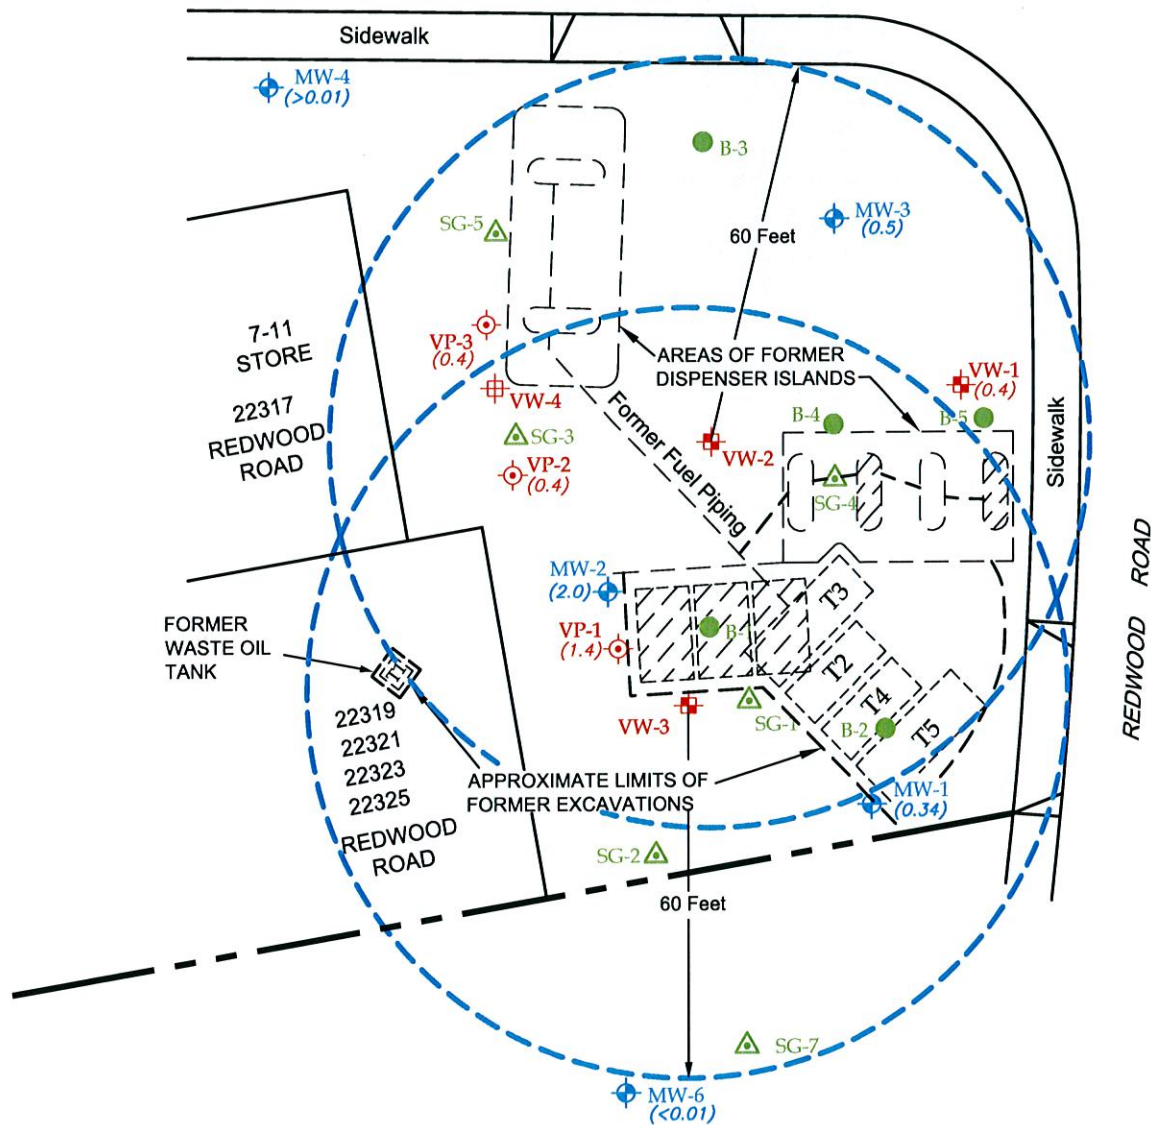 Sidewalk
MW-4
(>0.01)
B-3
SG-5
MW-3
(0.5)
60 Feet
7-11
STORE
22317
REDWOOD
ROAD
VP-3
(0.4)
VW-4
AREAS OF FORMER
DISPENSER ISLANDS
VW-1
(0.4)
B-4
B-5
SG-3
VP-2
(0.4)
Former Fuel Piping
VW-2
SG-4
Sidewalk
REDWOOD ROAD
MW-2
(2.0)
VP-1
(1.4)
B-1
T3
T2
T4
T5
FORMER
WASTE OIL
TANK
VW-3
SG-1
B-2
22319
22321
22323
22325
REDWOOD
ROAD
APPROXIMATE LIMITS OF
FORMER EXCAVATIONS
MW-1
(0.34)
SG-2
60 Feet
SG-7
MW-6
(<0.01)